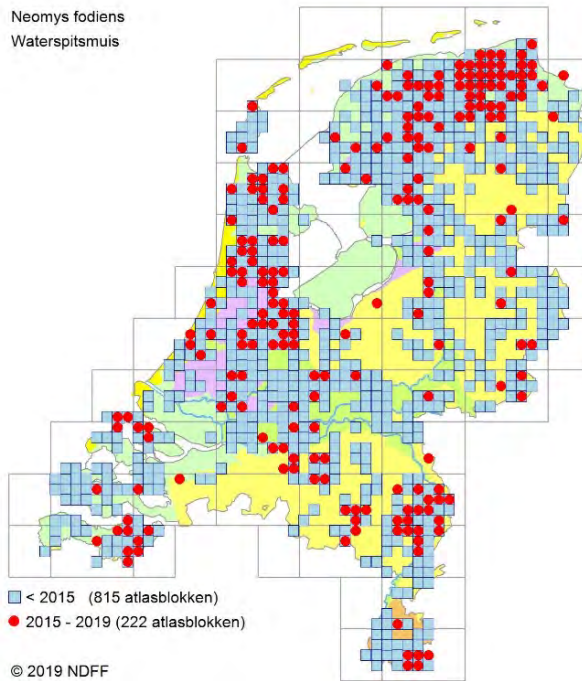 Neomys fodiens
Waterspitsmuis
< 2015 (815 atlasblokken)
2015 - 2019 (222 atlasblokken)
© 2019 NDFF